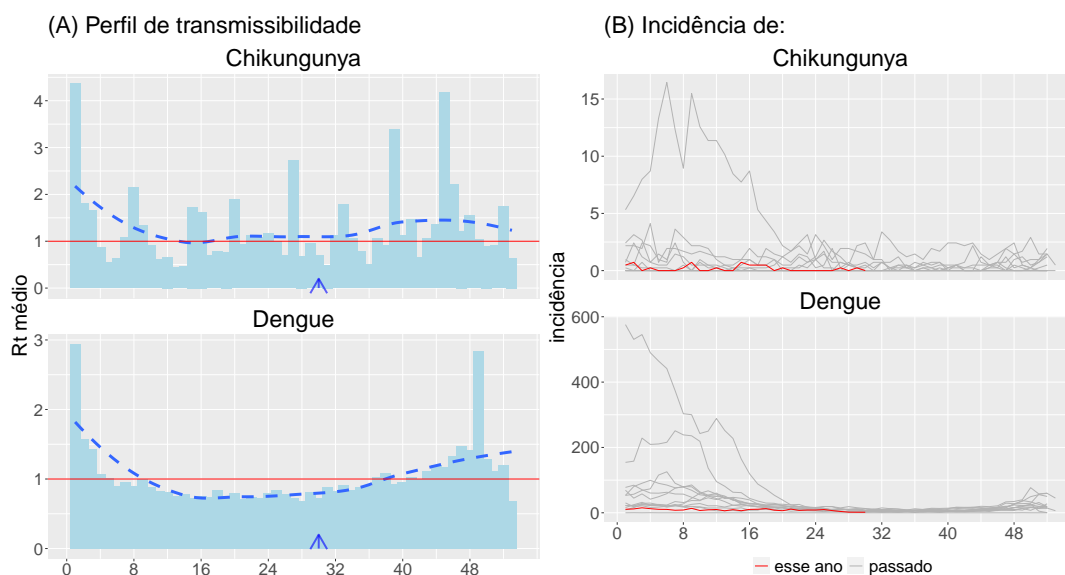 (A) Perfil de transmissibilidade
Chikungunya
4
3
2
1
0
Dengue
3
2
1
0
0 8 16 24 32 40 48
Rt médio
(B) Incidência de:
Chikungunya
15
10
5
0
Dengue
600
400
200
0
0 8 16 24 32 40 48
incidência
esse ano passado